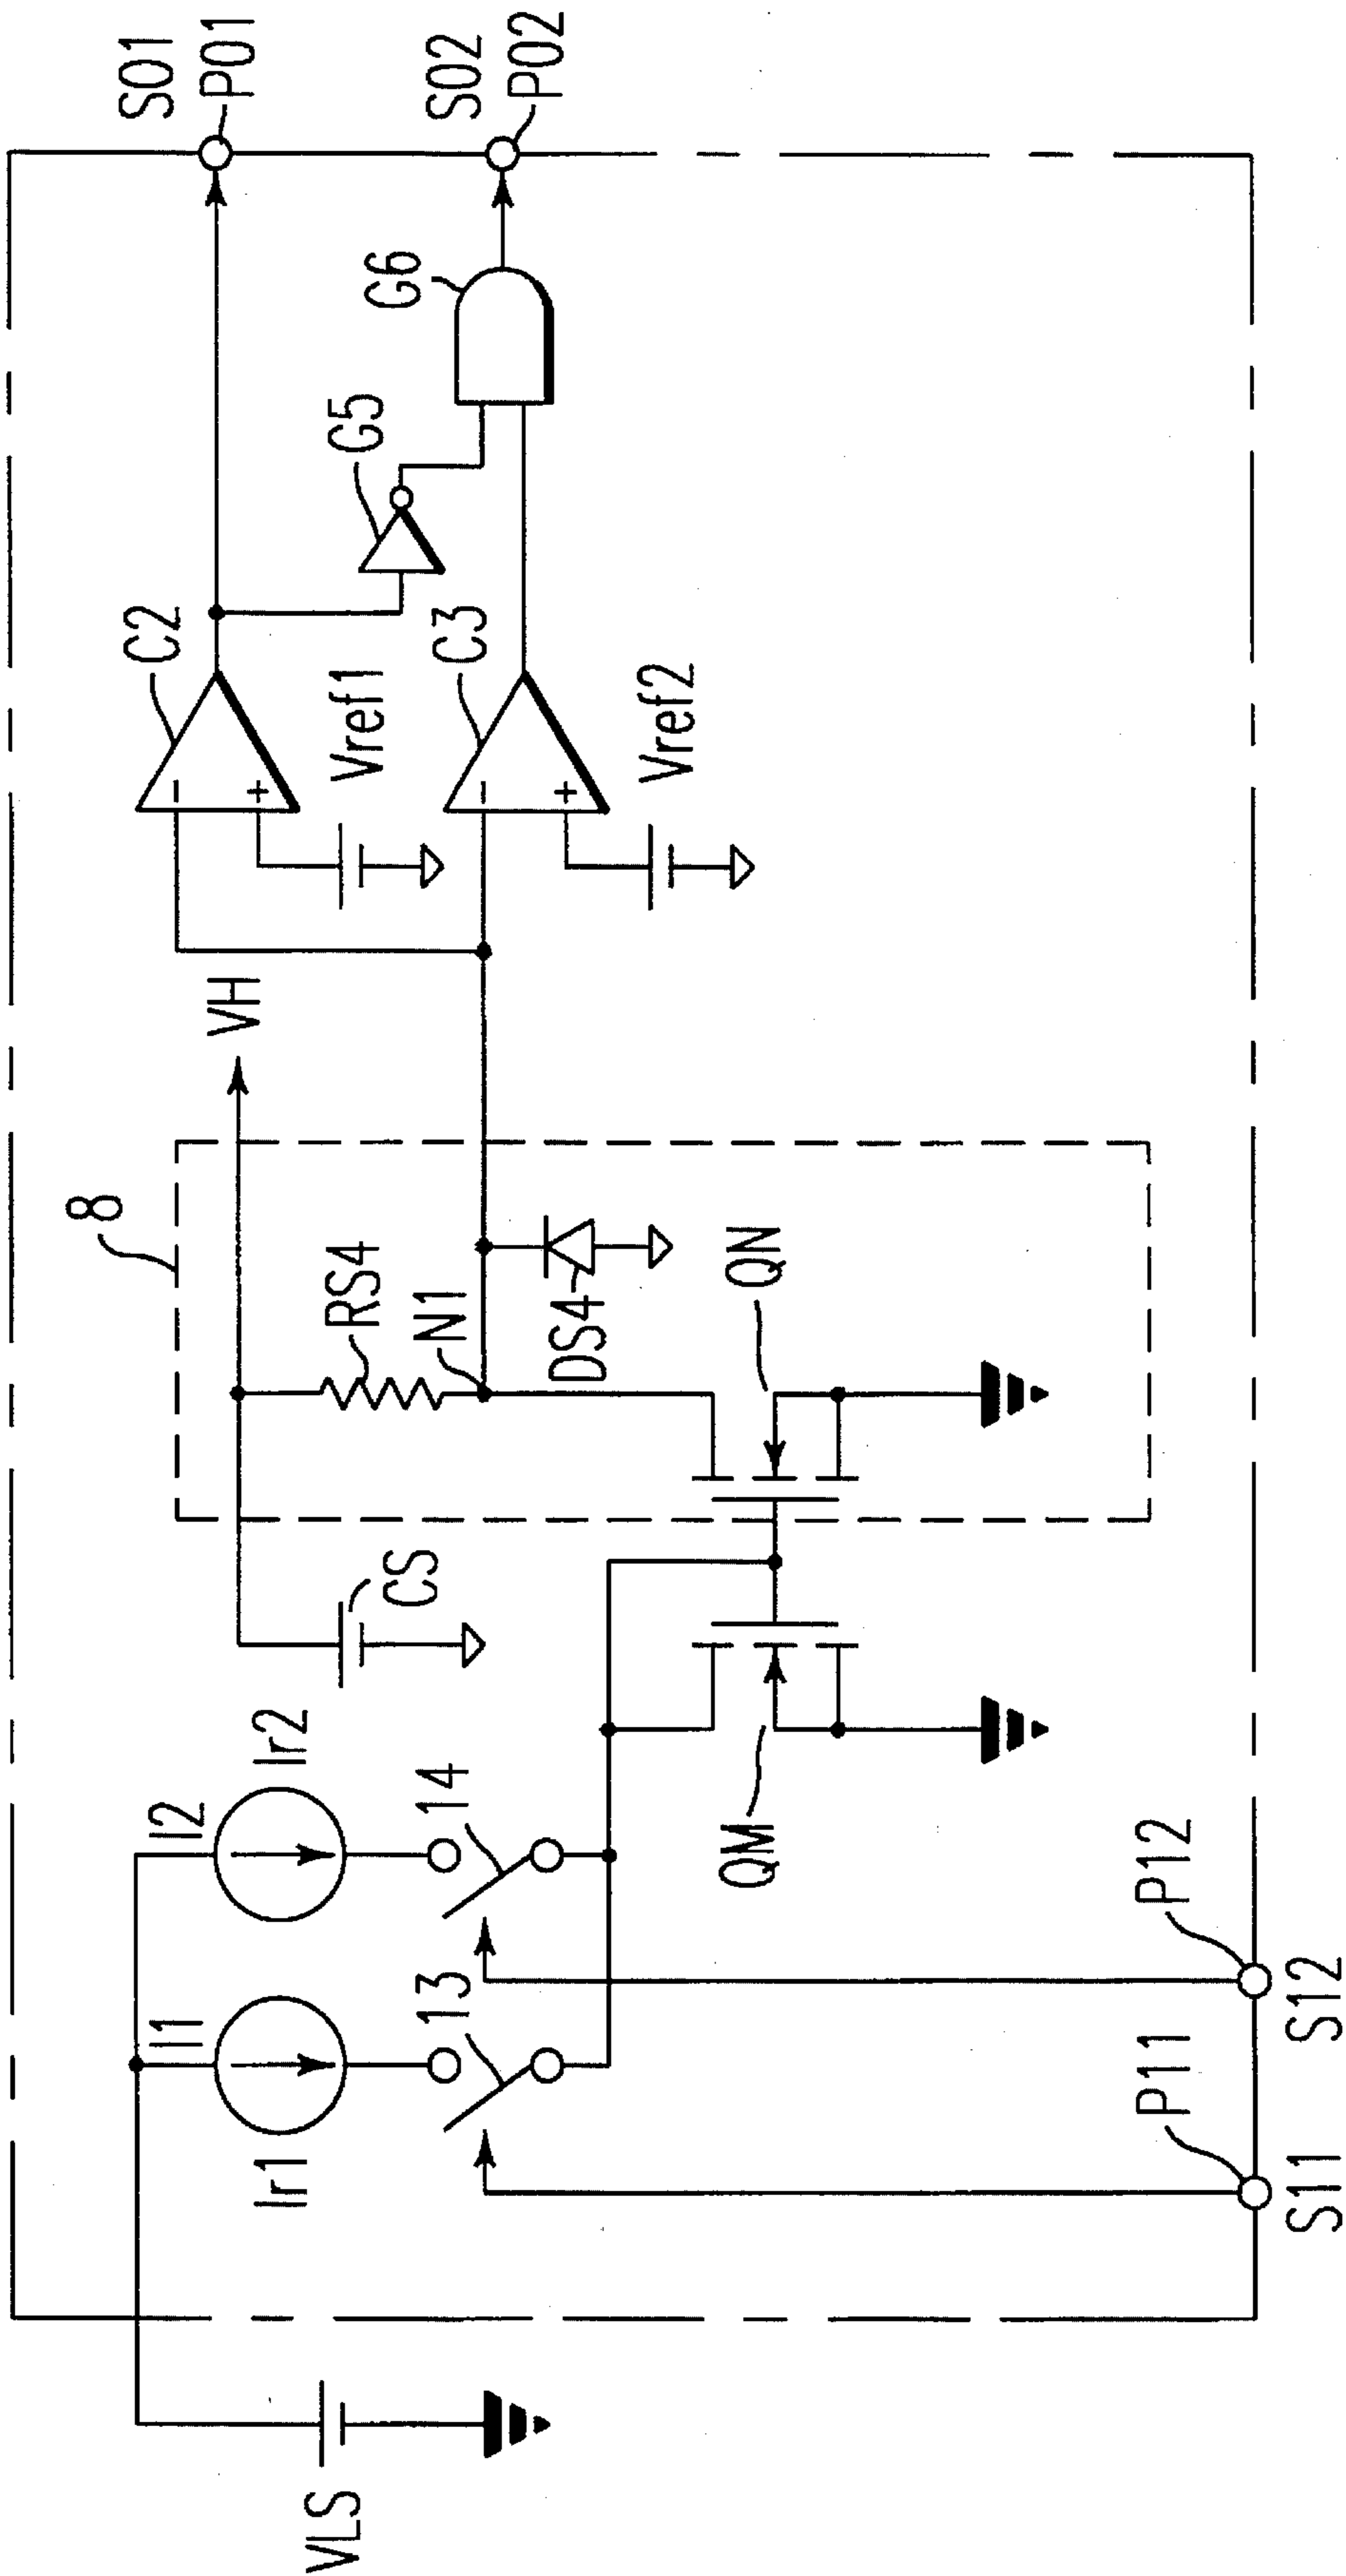 VLS
I1
Ir1
I2
Ir2
13
14
CS
QM
QN
8
RS4
N1
DS4
VH
C2
Vref1
C3
Vref2
G5
G6
S01
P01
S02
P02
P11
S11
P12
S12